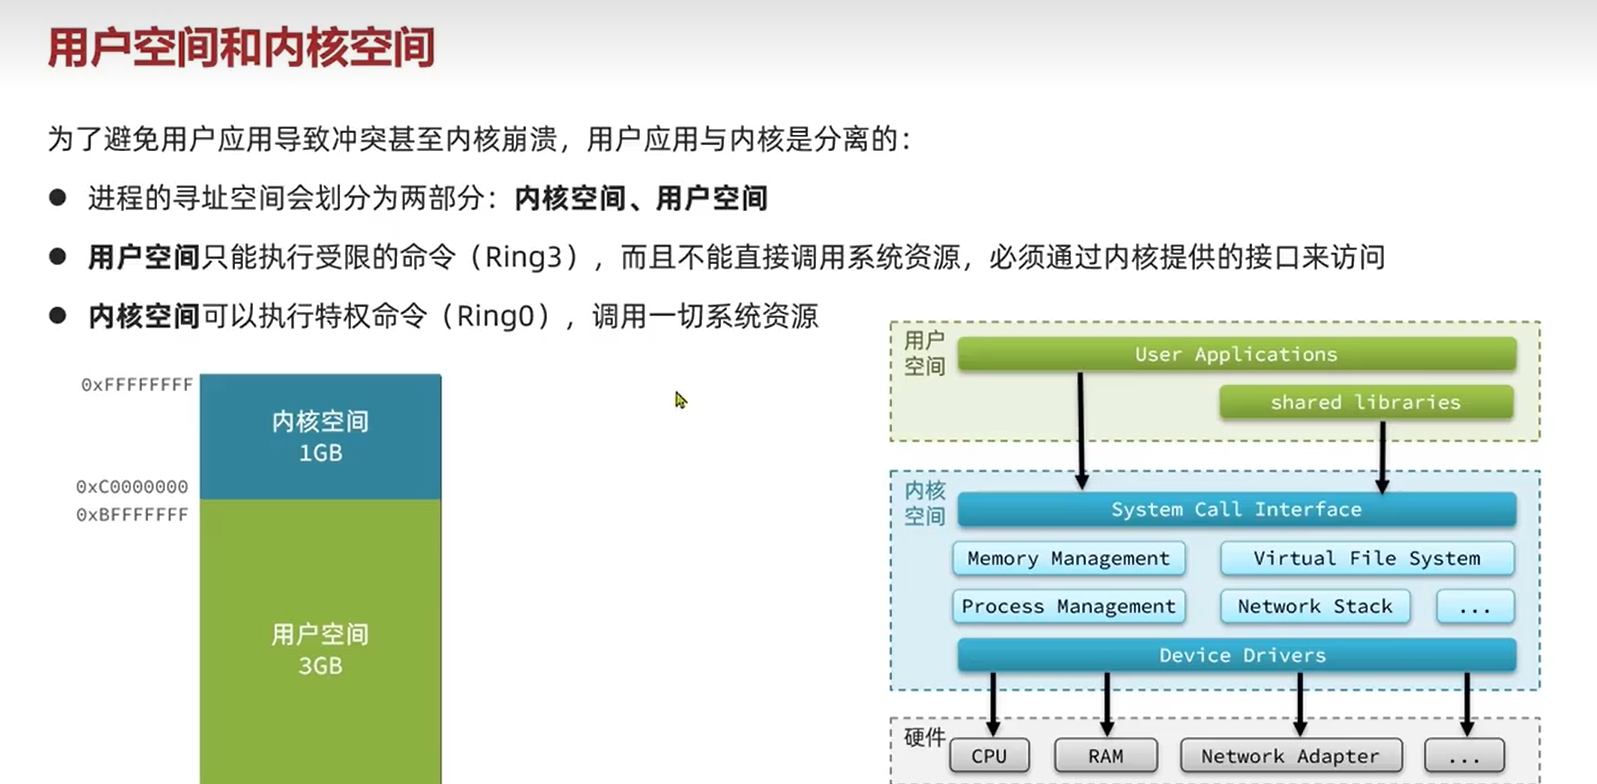 用户空间和内核空间
为了避免用户应用导致冲突甚至内核崩溃，用户应用与内核是分离的：
● 进程的寻址空间会划分为两部分：内核空间、用户空间
● 用户空间只能执行受限的命令（Ring3），而且不能直接调用系统资源，必须通过内核提供的接口来访问
● 内核空间可以执行特权命令（Ring0），调用一切系统资源
0xFFFFFFFF
内核空间
1GB
0xC0000000
0xBFFFFFFF
用户空间
3GB
用户
空间
User Applications
shared libraries
内核
空间
System Call Interface
Memory Management
Virtual File System
Process Management
Network Stack
...
Device Drivers
硬件
CPU
RAM
Network Adapter
...